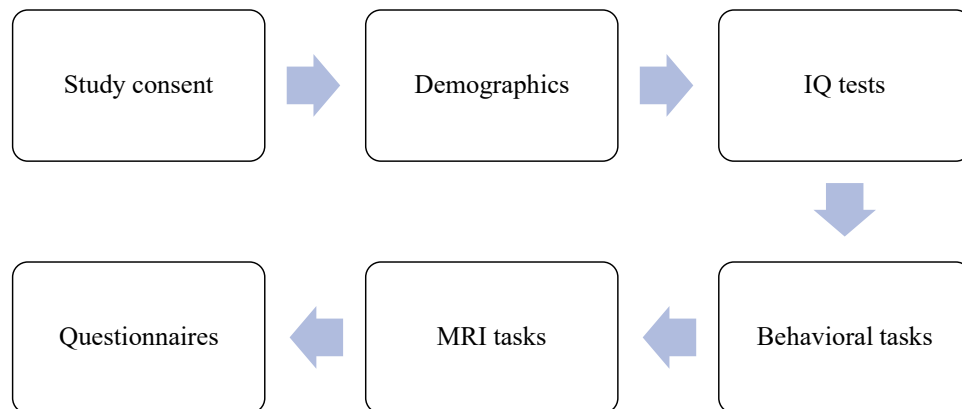 Study consent
Demographics
IQ tests
Behavioral tasks
MRI tasks
Questionnaires